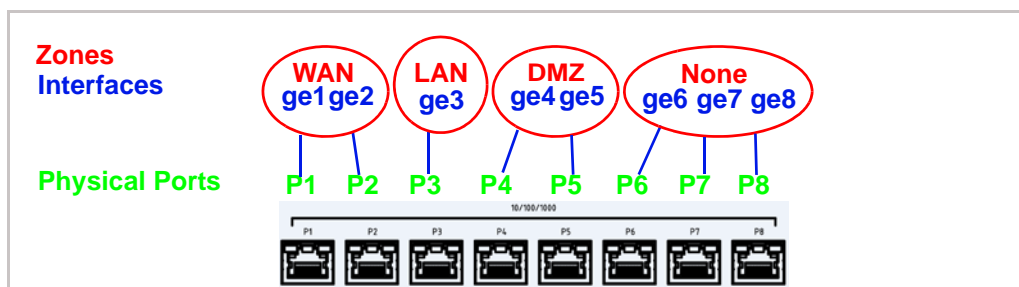 Zones
Interfaces
WAN
ge1 ge2
LAN
ge3
DMZ
ge4 ge5
None
ge6 ge7 ge8
Physical Ports P1 P2 P3 P4 P5 P6 P7 P8
10/100/1000
P1 P2 P3 P4 P5 P6 P7 P8